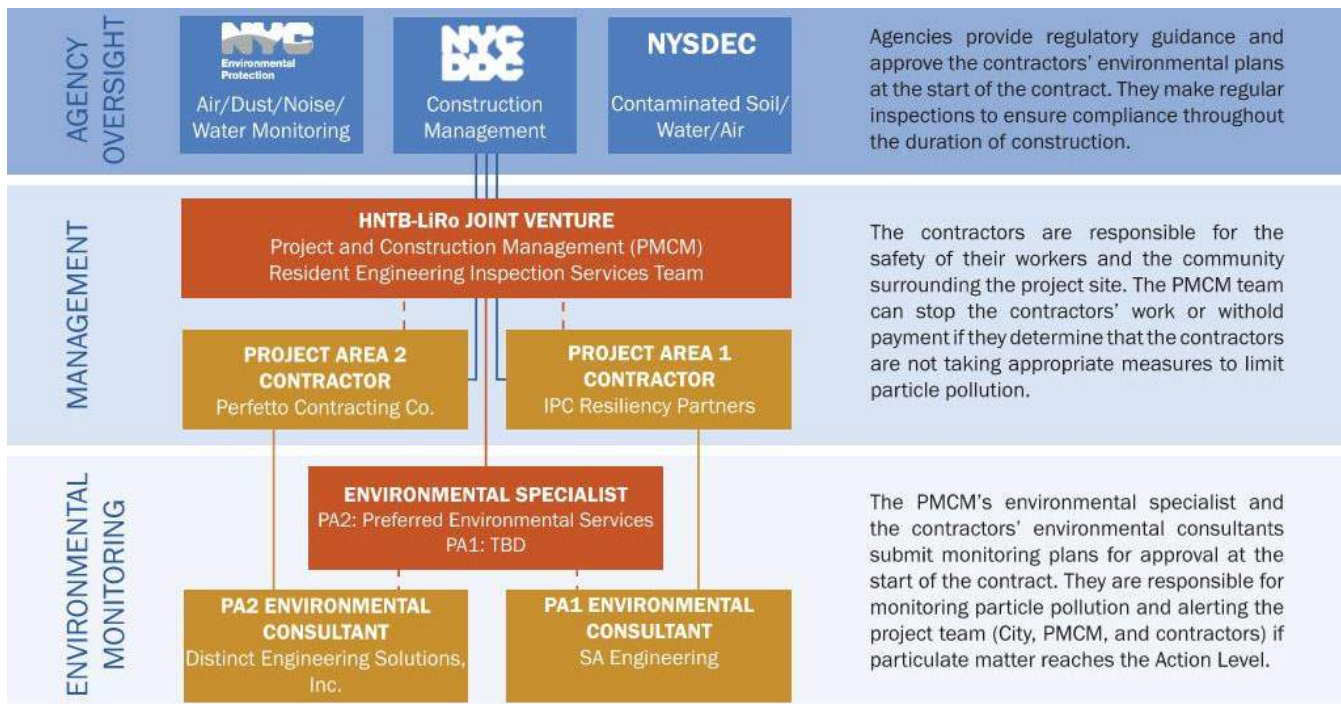 AGENCY
OVERSIGHT
NYC
Environmental
Protection
Air/Dust/Noise/
Water Monitoring
NYC
DDC
Construction
Management
NYSDEC
Contaminated Soil/
Water/Air
Agencies provide regulatory guidance and
approve the contractors' environmental plans
at the start of the contract. They make regular
inspections to ensure compliance throughout
the duration of construction.
MANAGEMENT
HNTB-LiRo JOINT VENTURE
Project and Construction Management (PMCM)
Resident Engineering Inspection Services Team
PROJECT AREA 2
CONTRACTOR
Perfetto Contracting Co.
PROJECT AREA 1
CONTRACTOR
IPC Resiliency Partners
The contractors are responsible for the
safety of their workers and the community
surrounding the project site. The PMCM team
can stop the contractors' work or withold
payment if they determine that the contractors
are not taking appropriate measures to limit
particle pollution.
ENVIRONMENTAL
MONITORING
ENVIRONMENTAL SPECIALIST
PA2: Preferred Environmental Services
PA1: TBD
PA2 ENVIRONMENTAL
CONSULTANT
Distinct Engineering Solutions,
Inc.
PA1 ENVIRONMENTAL
CONSULTANT
SA Engineering
The PMCM's environmental specialist and
the contractors' environmental consultants
submit monitoring plans for approval at the
start of the contract. They are responsible for
monitoring particle pollution and alerting the
project team (City, PMCM, and contractors) if
particulate matter reaches the Action Level.